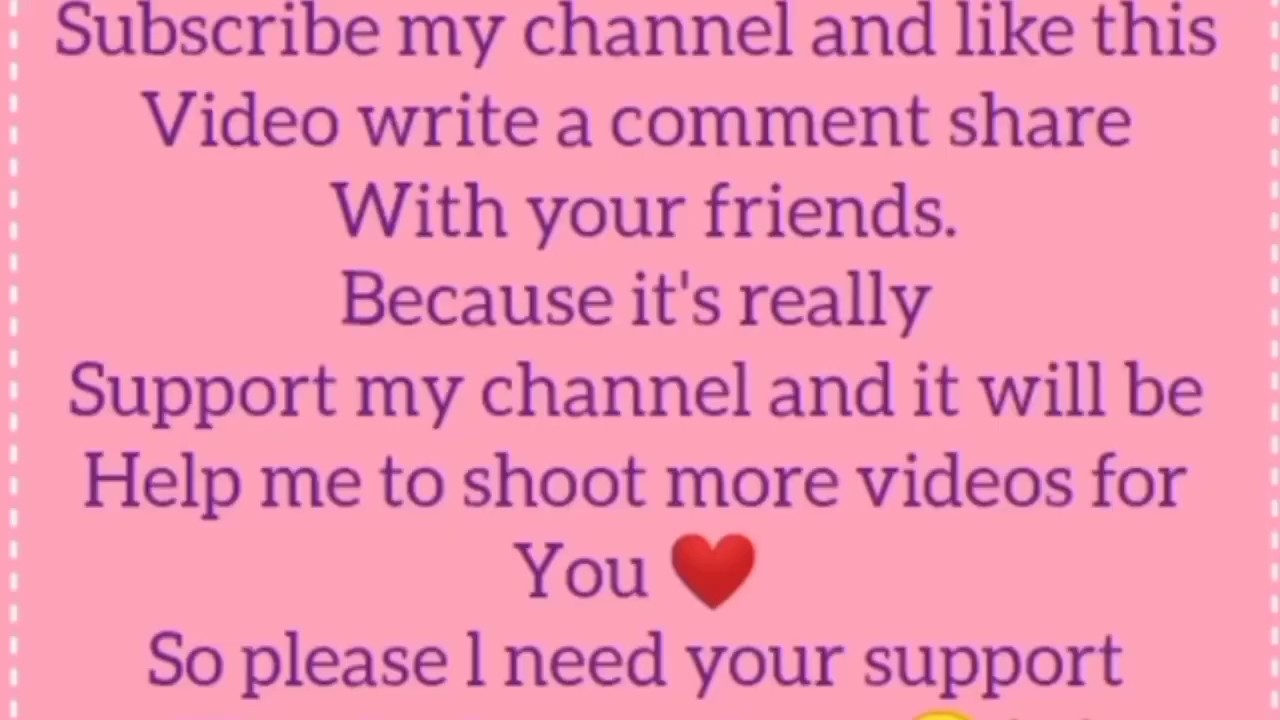 Subscribe my channel and like this
Video write a comment share
With your friends.
Because it's really
Support my channel and it will be
Help me to shoot more videos for
You ❤️
So please l need your support